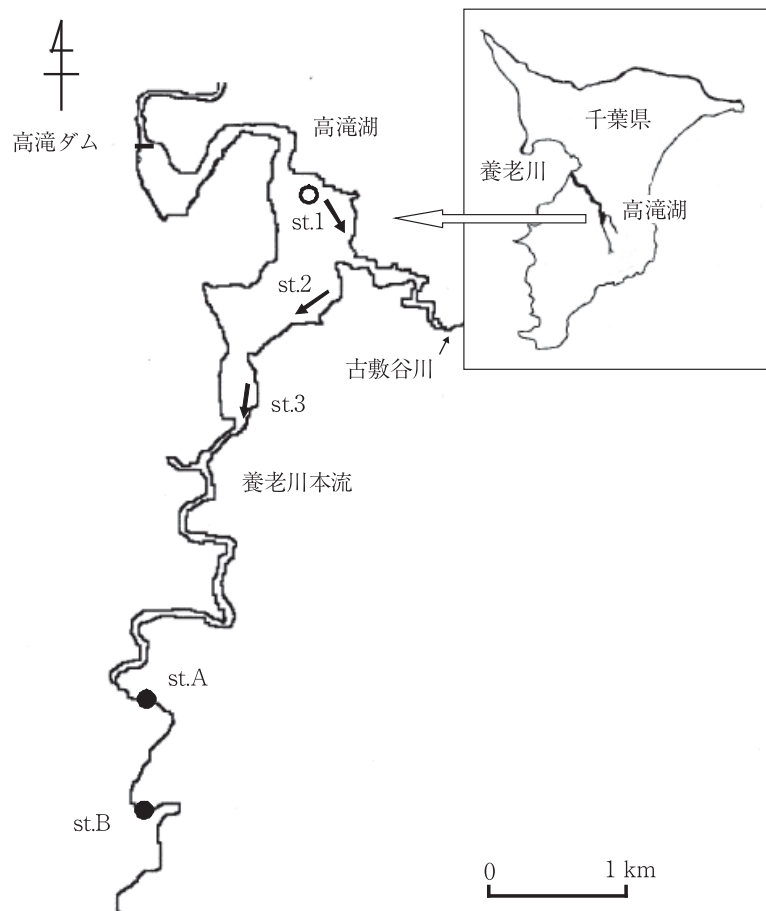 高滝ダム
高滝湖
st.1
st.2
st.3
古敷谷川
養老川本流
st.A
st.B
千葉県
養老川
高滝湖
0
1 km